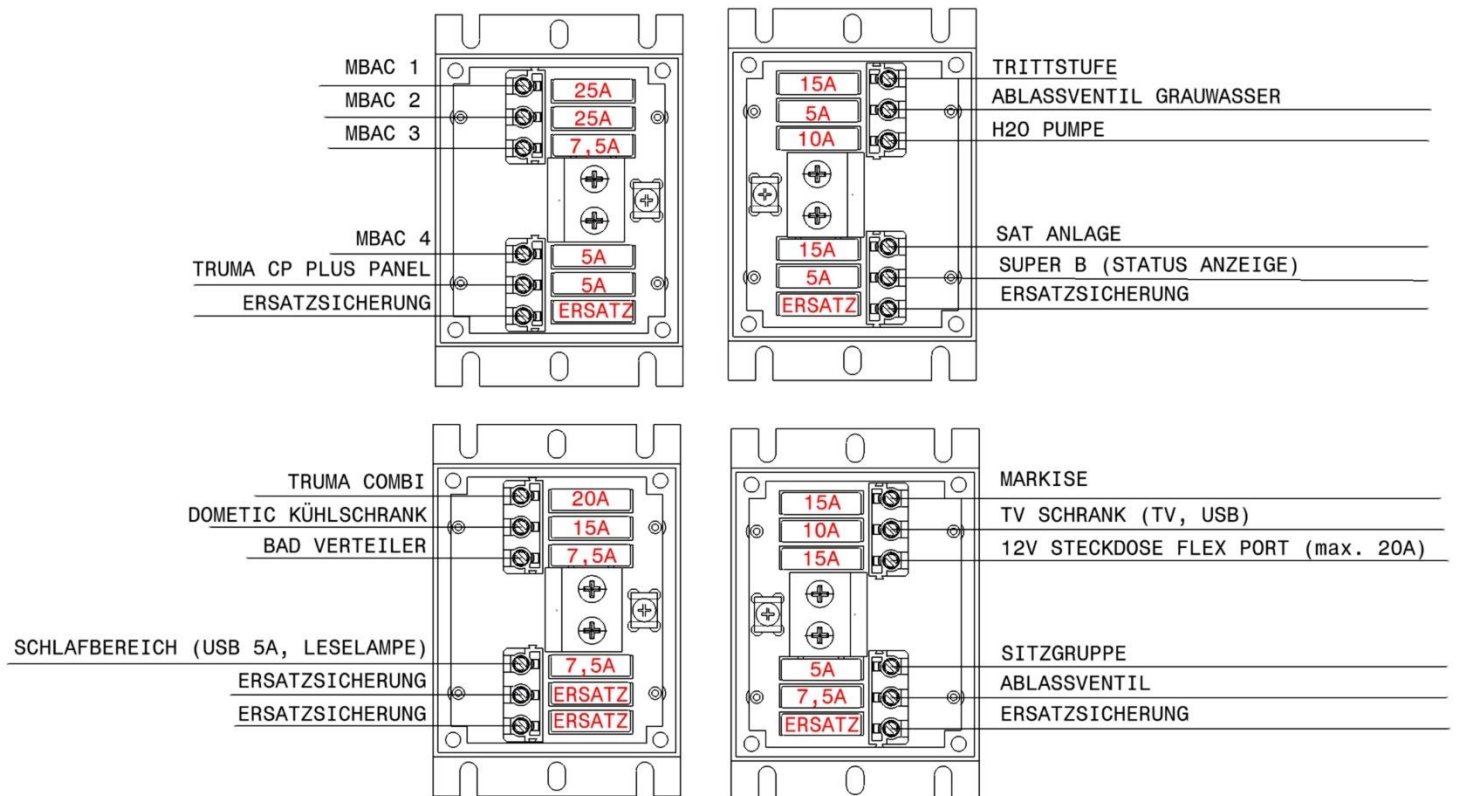 MBAC 1
25A
MBAC 2
25A
MBAC 3
7,5A
MBAC 4
5A
TRUMA CP PLUS PANEL
5A
ERSATZSICHERUNG
ERSATZ
15A
TRITTSTUFE
5A
ABLASSVENTIL GRAUWASSER
10A
H2O PUMPE
15A
SAT ANLAGE
5A
SUPER B (STATUS ANZEIGE)
ERSATZ
ERSATZSICHERUNG
TRUMA COMBI
20A
DOMETIC KÜHLSCHRANK
15A
BAD VERTEILER
7,5A
SCHLAFBEREICH (USB 5A, LESELAMPE)
7,5A
ERSATZSICHERUNG
ERSATZ
ERSATZSICHERUNG
ERSATZ
15A
MARKISE
10A
TV SCHRANK (TV, USB)
15A
12V STECKDOSE FLEX PORT (max. 20A)
5A
SITZGRUPPE
7,5A
ABLASSVENTIL
ERSATZ
ERSATZSICHERUNG